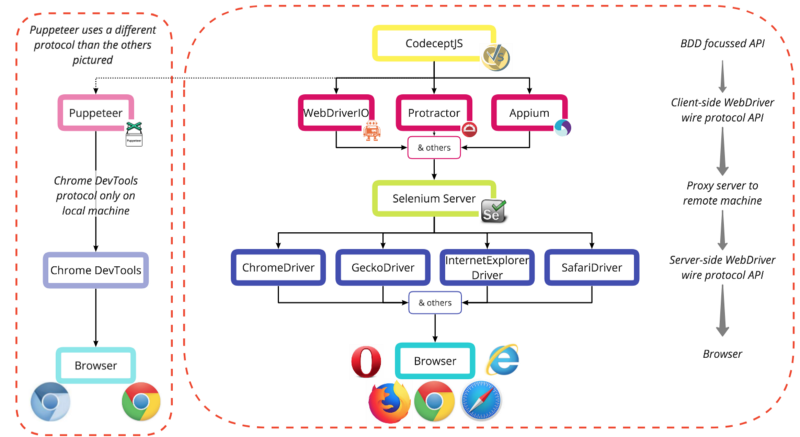 Puppeteer uses a different
protocol than the others
pictured
CodeceptJS
BDD focussed API
Puppeteer
WebDriverIO
Protractor
Appium
Client-side WebDriver
wire protocol API
& others
Chrome DevTools
protocol only on
local machine
Selenium Server
Se
Proxy server to
remote machine
Chrome DevTools
ChromeDriver
GeckoDriver
InternetExplorer
Driver
SafariDriver
Server-side WebDriver
wire protocol API
& others
Browser
Browser
Browser